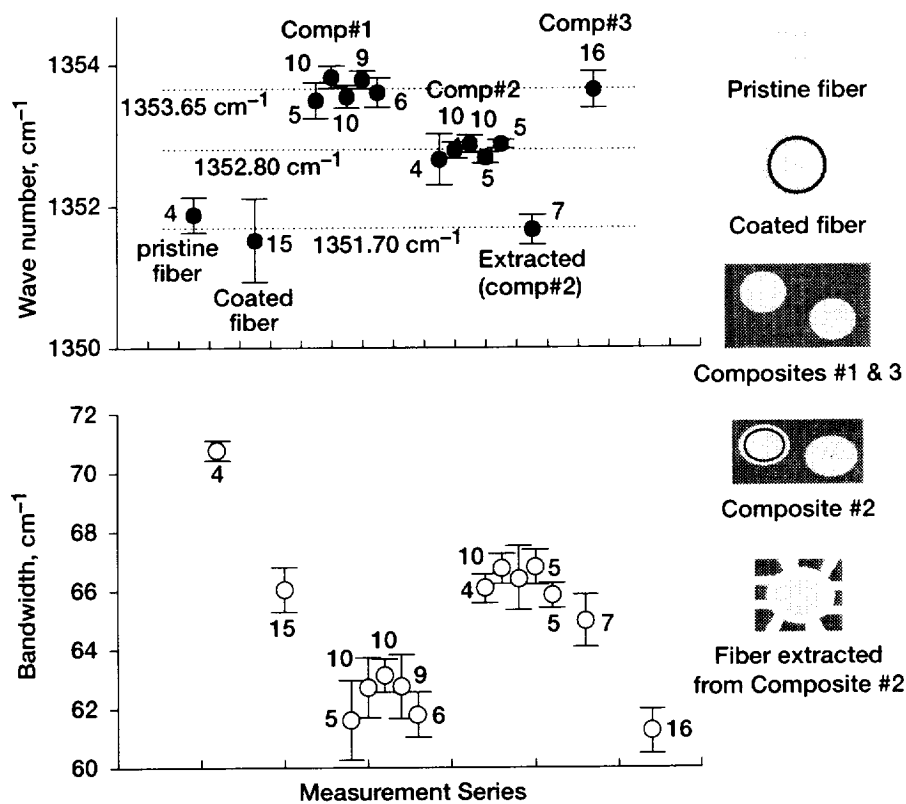 Wave number, cm⁻¹
1354
1352
1350
Comp#1
10
9
5
10
6
1353.65 cm⁻¹
Comp#2
10
10
5
4
5
1352.80 cm⁻¹
Comp#3
16
4
pristine
fiber
15
Coated
fiber
1351.70 cm⁻¹
7
Extracted
(comp#2)
Bandwidth, cm⁻¹
72
70
68
66
64
62
60
4
15
10
10
9
5
6
10
4
5
5
7
16
Measurement Series
Pristine fiber
Coated fiber
Composites #1 & 3
Composite #2
Fiber extracted
from Composite #2